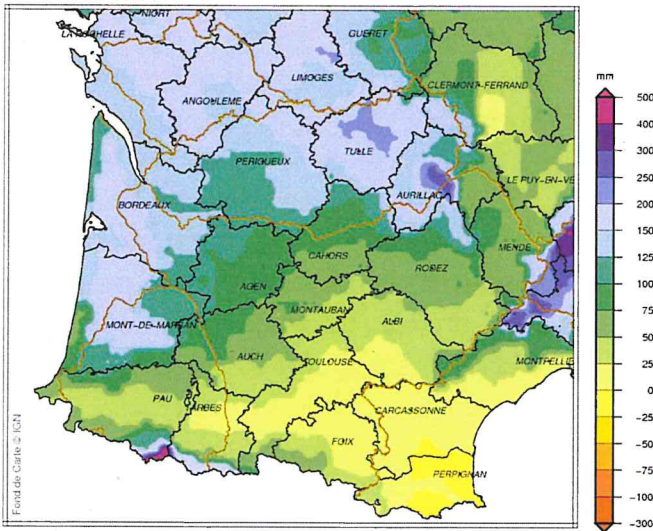 NIORT
LA ROCHELLE
GUERET
LIMOGES
CLERMONT-FERRAND
ANGOULEME
TULLE
PERIGUEUX
LE PUY-EN-VE
AURILLAC
BORDEAUX
MENDE
CAHORS
RODEZ
AGEN
MONTAUBAN
ALBI
MONT-DE-MARSAN
AUCH
TOULOUSE
MONTPELLIE
PAU
TARBES
CARCASSONNE
FOIX
PERPIGNAN
Fond de Carte © IGN
mm
500
400
300
250
200
150
125
100
75
50
25
0
-25
-50
-75
-100
-300